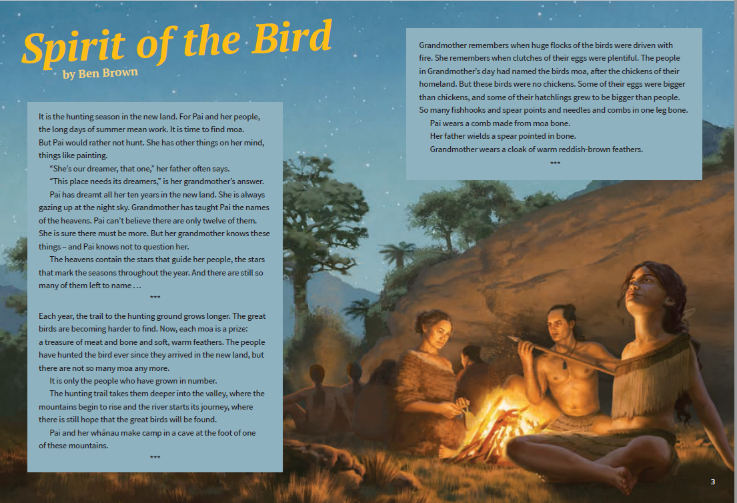 Spirit of the Bird
by Ben Brown
It is the hunting season in the new land. For Pai and her people,
the long days of summer mean work. It is time to find moa.
But Pai would rather not hunt. She has other things on her mind,
things like painting.
“She’s our dreamer, that one,” her father often says.
“This place needs its dreamers,” is her grandmother’s answer.
Pai has dreamt all her ten years in the new land. She is always
gazing up at the night sky. Grandmother has taught Pai the names
of the heavens. Pai can’t believe there are only twelve of them.
She is sure there must be more. But her grandmother knows these
things – and Pai knows not to question her.
The heavens contain the stars that guide her people, the stars
that mark the seasons throughout the year. And there are still so
many of them left to name …
***
Each year, the trail to the hunting ground grows longer. The great
birds are becoming harder to find. Now, each moa is a prize:
a treasure of meat and bone and soft, warm feathers. The people
have hunted the bird ever since they arrived in the new land, but
there are not so many moa any more.
It is only the people who have grown in number.
The hunting trail takes them deeper into the valley, where the
mountains begin to rise and the river starts its journey, where
there is still hope that the great birds will be found.
Pai and her whānau make camp in a cave at the foot of one
of these mountains.
***
Grandmother remembers when huge flocks of the birds were driven with
fire. She remembers when clutches of their eggs were plentiful. The people
in Grandmother’s day had named the birds moa, after the chickens of their
homeland. But these birds were no chickens. Some of their eggs were bigger
than chickens, and some of their hatchlings grew to be bigger than people.
So many fishhooks and spear points and needles and combs in one leg bone.
Pai wears a comb made from moa bone.
Her father wields a spear pointed in bone.
Grandmother wears a cloak of warm reddish-brown feathers.
***
3